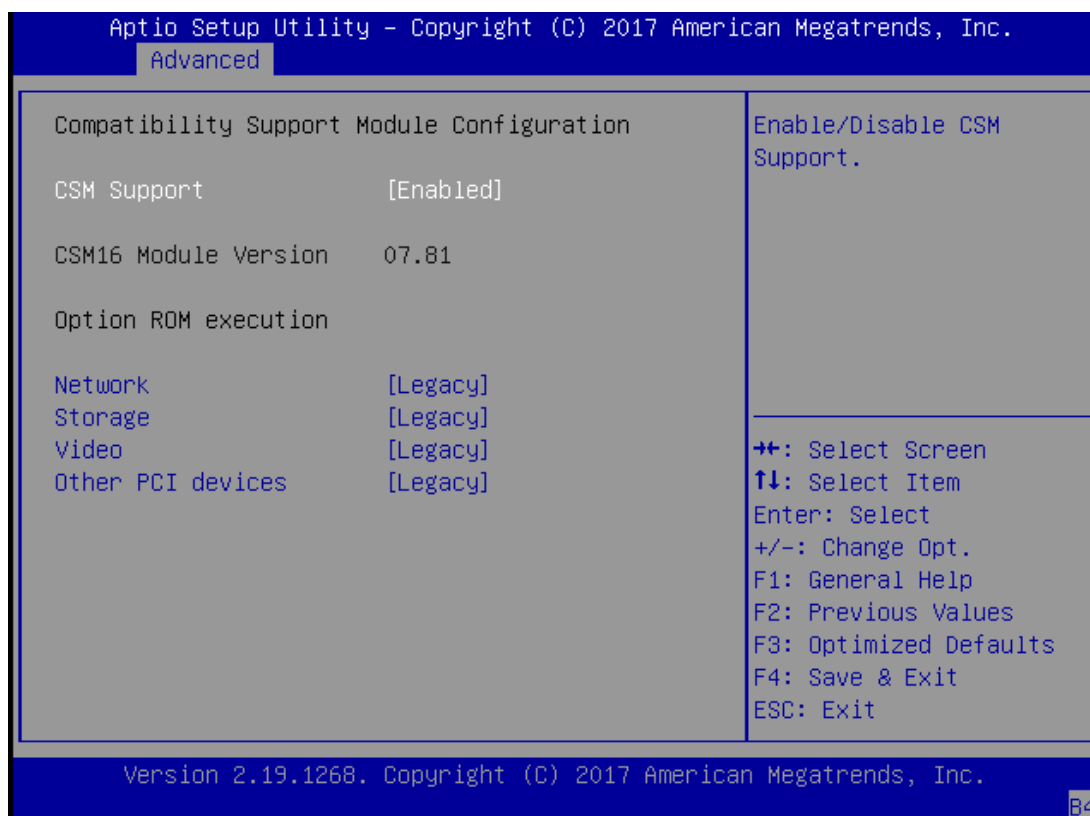 Aptio Setup Utility – Copyright (C) 2017 American Megatrends, Inc.
Advanced
Compatibility Support Module Configuration
CSM Support [Enabled]
CSM16 Module Version 07.81
Option ROM execution
Network [Legacy]
Storage [Legacy]
Video [Legacy]
Other PCI devices [Legacy]
Enable/Disable CSM
Support.
→←: Select Screen
↑↓: Select Item
Enter: Select
+/-: Change Opt.
F1: General Help
F2: Previous Values
F3: Optimized Defaults
F4: Save & Exit
ESC: Exit
Version 2.19.1268. Copyright (C) 2017 American Megatrends, Inc.
B4